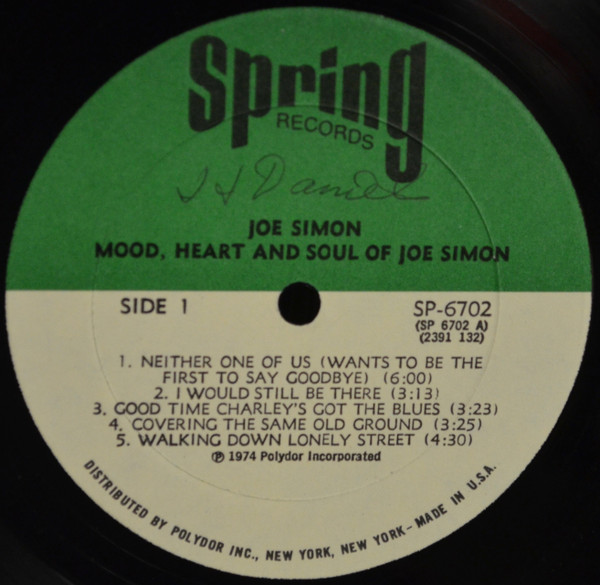 Spring
RECORDS
Daniel
JOE SIMON
MOOD, HEART AND SOUL OF JOE SIMON
SIDE 1
SP-6702
(SP 6702 A)
(2391 132)
1. NEITHER ONE OF US (WANTS TO BE THE
FIRST TO SAY GOODBYE) (6:00)
2. I WOULD STILL BE THERE (3:13)
3. GOOD TIME CHARLEY'S GOT THE BLUES (3:23)
4. COVERING THE SAME OLD GROUND (3:25)
5. WALKING DOWN LONELY STREET (4:30)
℗ 1974 Polydor Incorporated
DISTRIBUTED BY POLYDOR INC., NEW YORK, NEW YORK – MADE IN U.S.A.